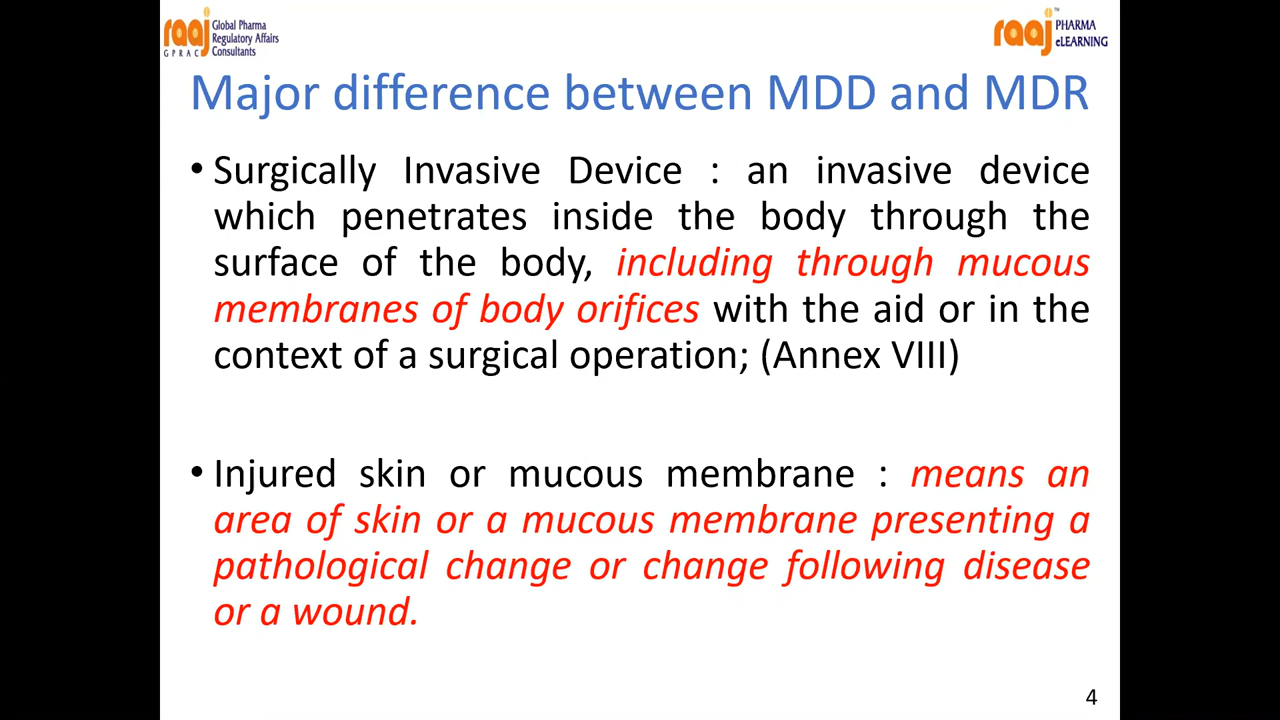 raaj
GPRAC
Global Pharma
Regulatory Affairs
Consultants
raaj™
PHARMA
eLEARNING
Major difference between MDD and MDR
• Surgically Invasive Device : an invasive device
which penetrates inside the body through the
surface of the body, including through mucous
membranes of body orifices with the aid or in the
context of a surgical operation; (Annex VIII)
• Injured skin or mucous membrane : means an
area of skin or a mucous membrane presenting a
pathological change or change following disease
or a wound.
4